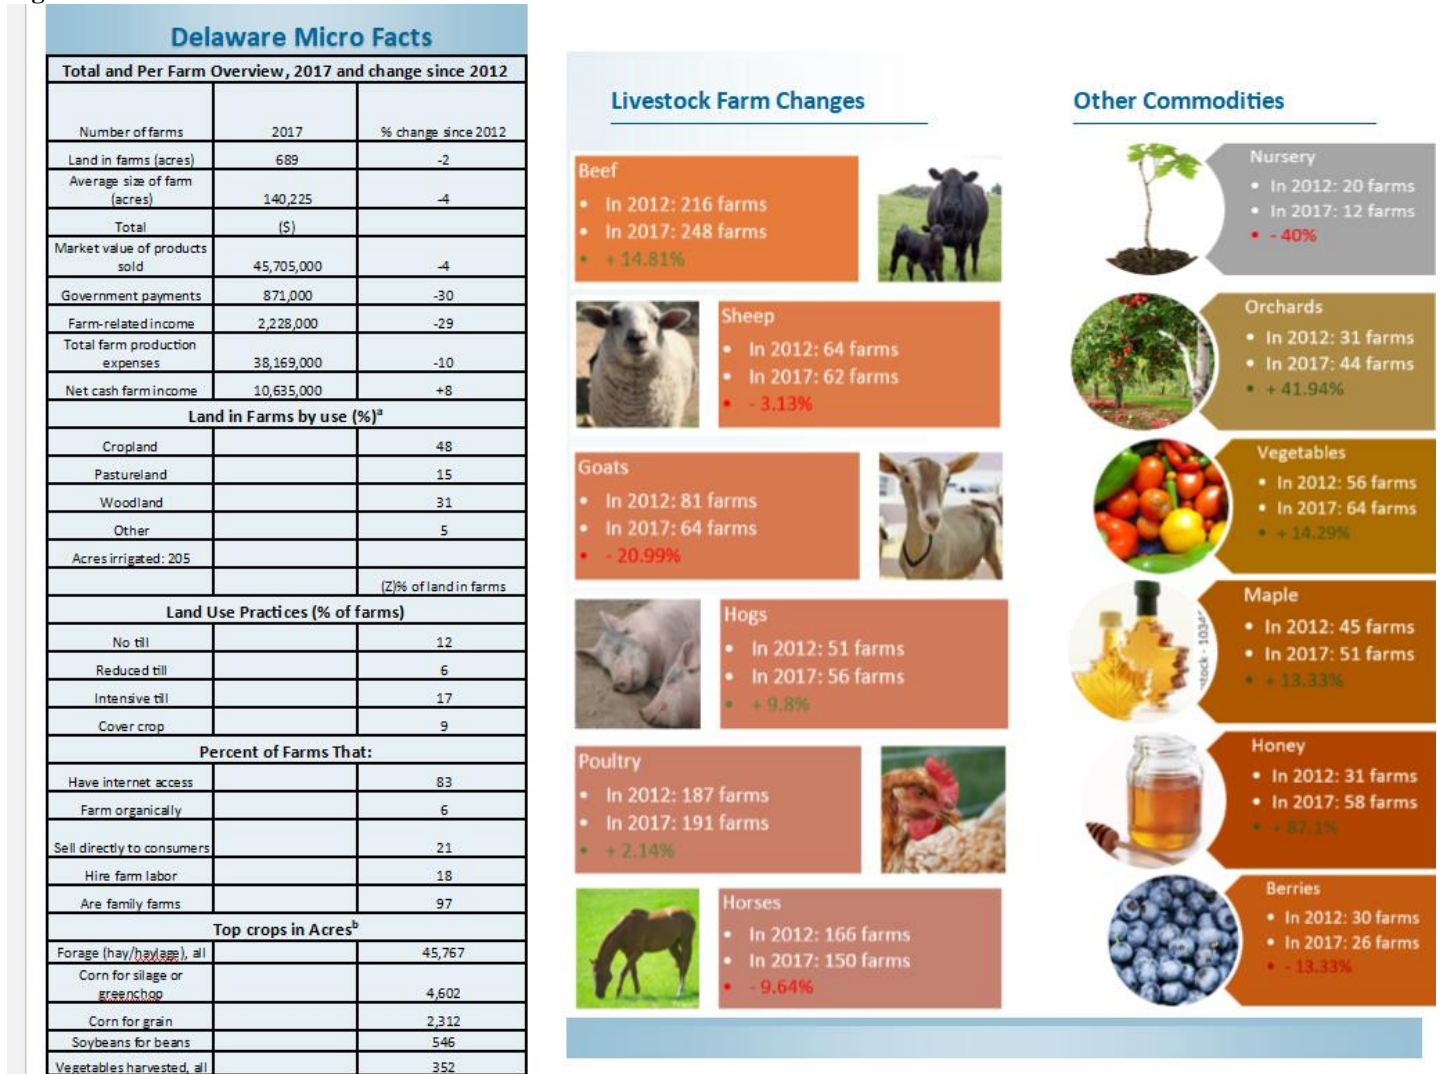 Delaware Micro Facts
Total and Per Farm Overview, 2017 and change since 2012
Number of farms 2017 % change since 2012
Land in farms (acres) 689 -2
Average size of farm
(acres) 140,225 -4
Total ($)
Market value of products
sold 45,705,000 -4
Government payments 871,000 -30
Farm-related income 2,228,000 -29
Total farm production
expenses 38,169,000 -10
Net cash farm income 10,635,000 +8
Land in Farms by use (%)ᵃ
Cropland 48
Pastureland 15
Woodland 31
Other 5
Acres irrigated: 205
(Z)% of land in farms
Land Use Practices (% of farms)
No till 12
Reduced till 6
Intensive till 17
Cover crop 9
Percent of Farms That:
Have internet access 83
Farm organically 6
Sell directly to consumers 21
Hire farm labor 18
Are family farms 97
Top crops in Acresᵇ
Forage (hay/haylage), all 45,767
Corn for silage or
greenchop 4,602
Corn for grain 2,312
Soybeans for beans 546
Vegetables harvested, all 352
Livestock Farm Changes
Beef
• In 2012: 216 farms
• In 2017: 248 farms
• + 14.81%
Sheep
• In 2012: 64 farms
• In 2017: 62 farms
• - 3.13%
Goats
• In 2012: 81 farms
• In 2017: 64 farms
• - 20.99%
Hogs
• In 2012: 51 farms
• In 2017: 56 farms
• + 9.8%
Poultry
• In 2012: 187 farms
• In 2017: 191 farms
• + 2.14%
Horses
• In 2012: 166 farms
• In 2017: 150 farms
• - 9.64%
Other Commodities
Nursery
• In 2012: 20 farms
• In 2017: 12 farms
• - 40%
Orchards
• In 2012: 31 farms
• In 2017: 44 farms
• + 41.94%
Vegetables
• In 2012: 56 farms
• In 2017: 64 farms
• + 14.29%
Maple
• In 2012: 45 farms
• In 2017: 51 farms
• + 13.33%
Honey
• In 2012: 31 farms
• In 2017: 58 farms
• + 87.1%
Berries
• In 2012: 30 farms
• In 2017: 26 farms
• - 13.33%